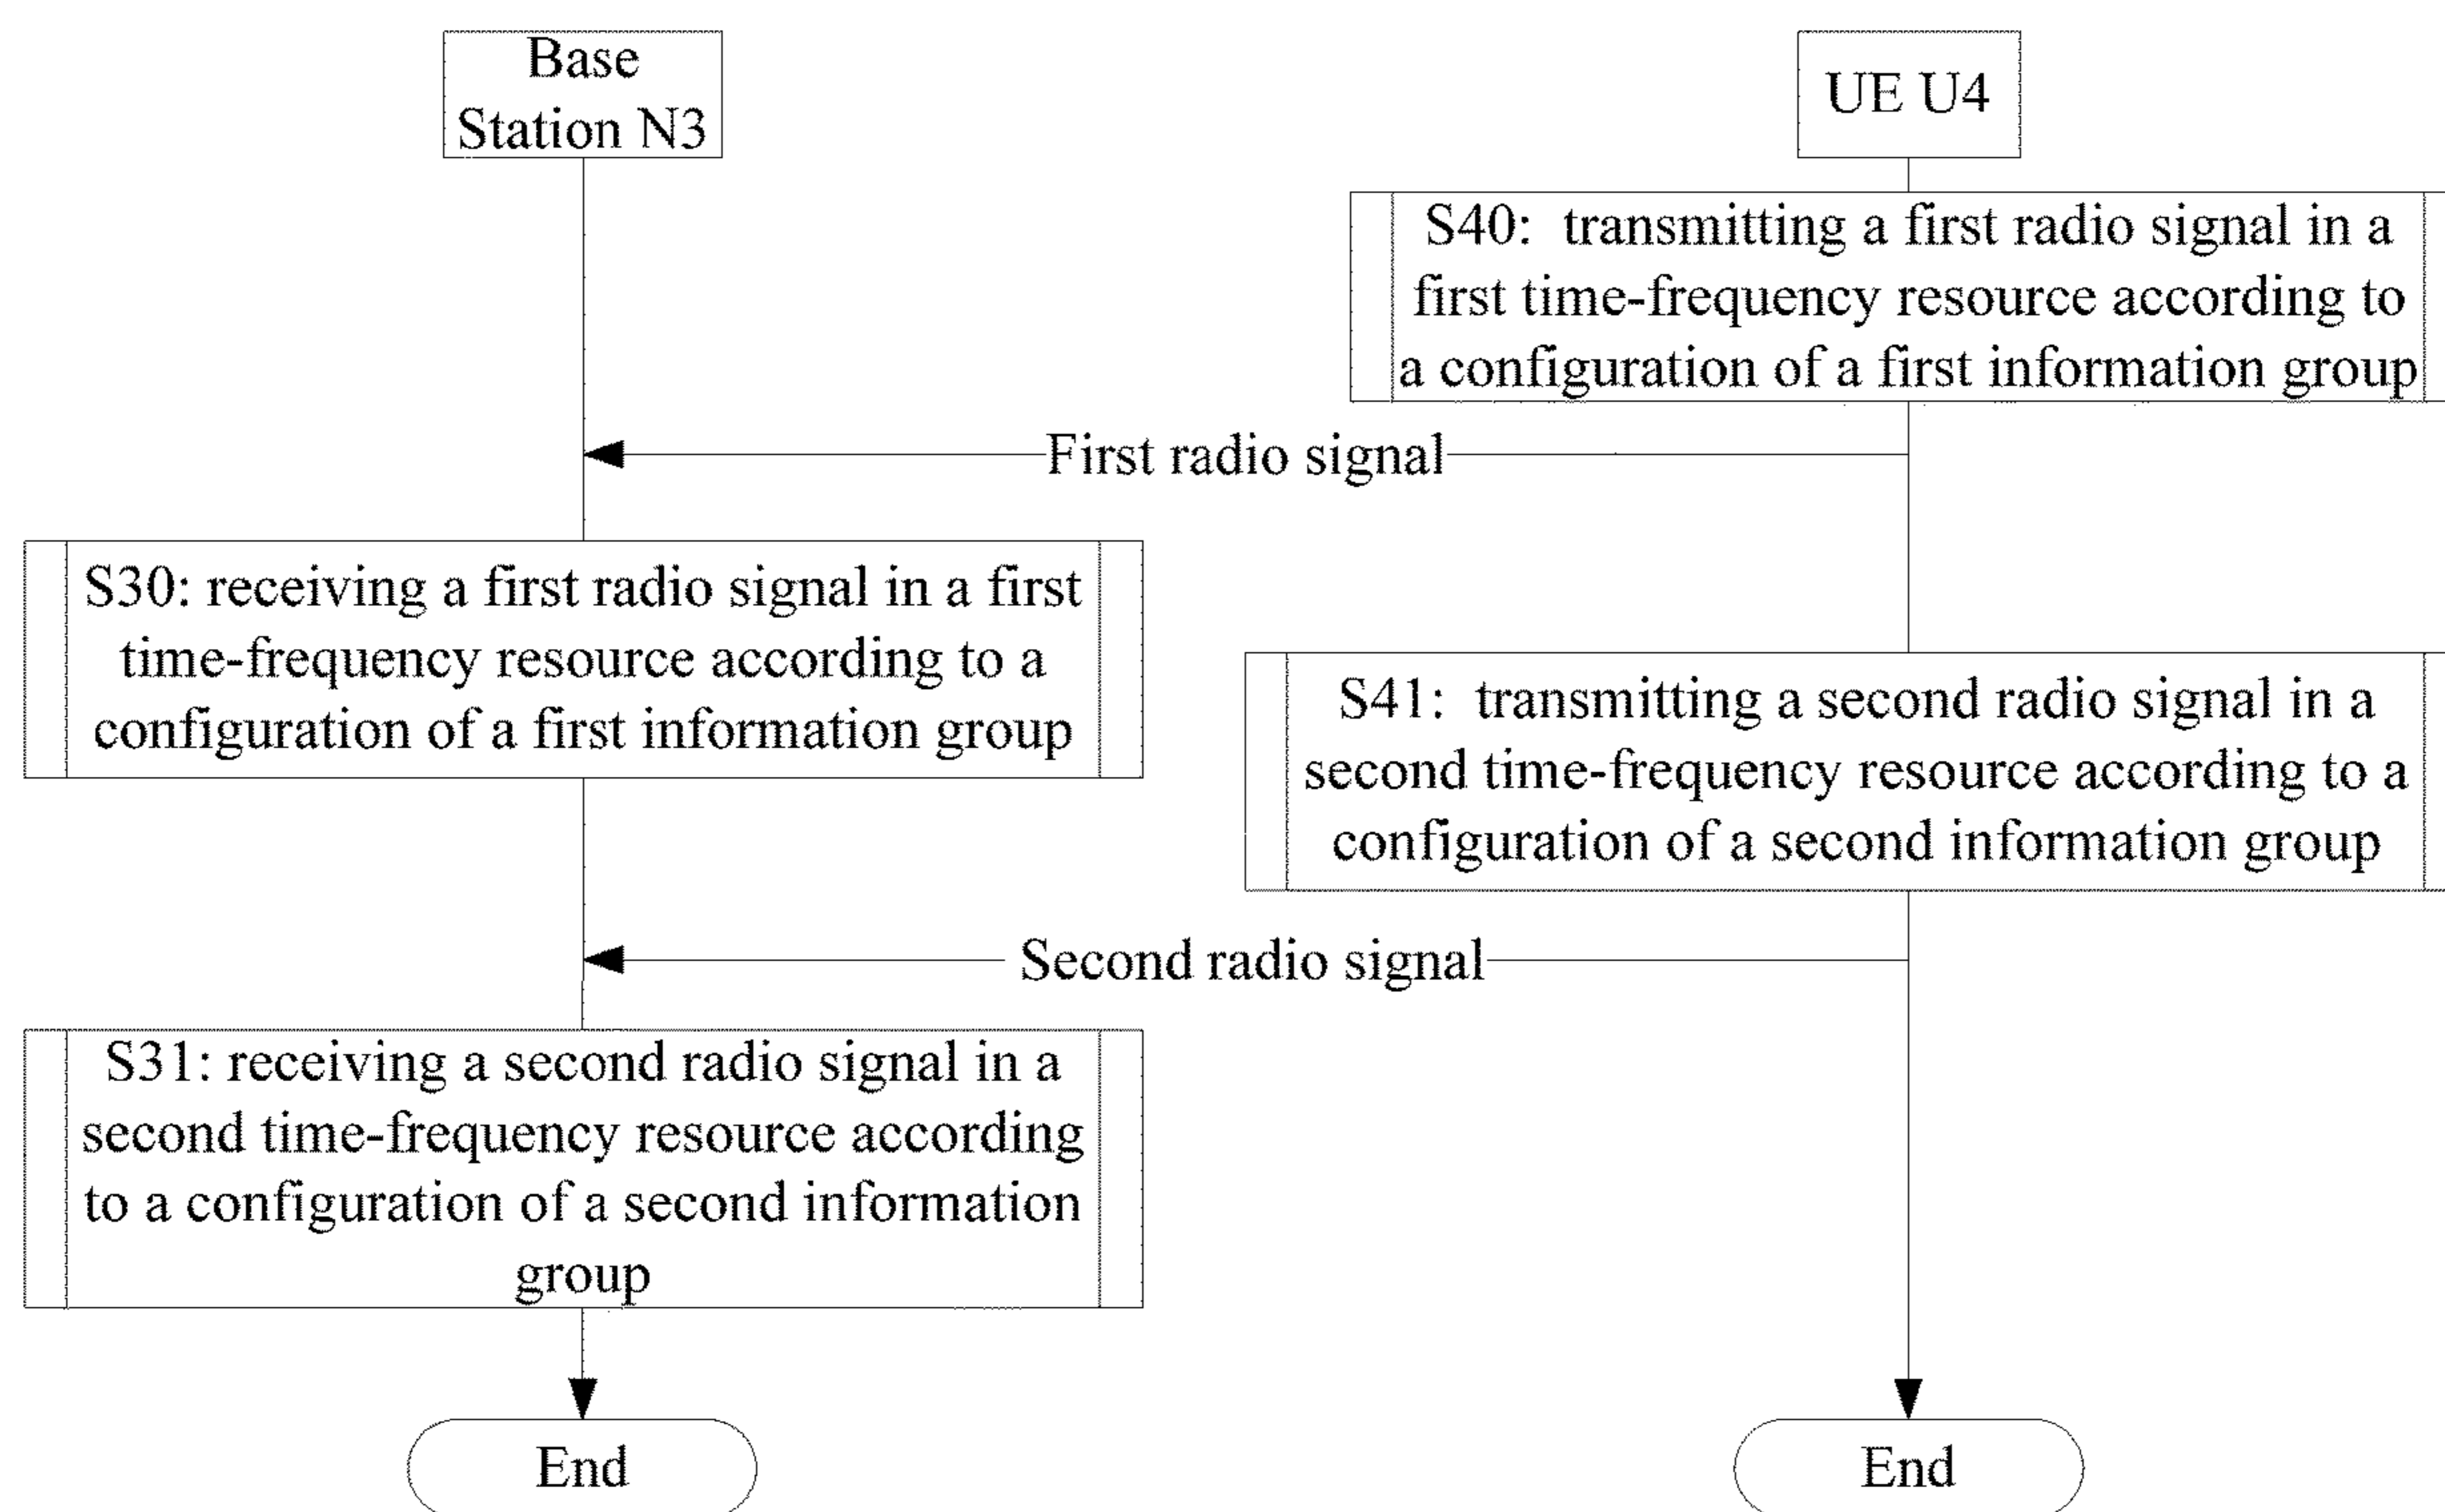 Base
Station N3
UE U4
S40: transmitting a first radio signal in a
first time-frequency resource according to
a configuration of a first information group
First radio signal
S30: receiving a first radio signal in a first
time-frequency resource according to a
configuration of a first information group
S41: transmitting a second radio signal in a
second time-frequency resource according to a
configuration of a second information group
Second radio signal
S31: receiving a second radio signal in a
second time-frequency resource according
to a configuration of a second information
group
End
End